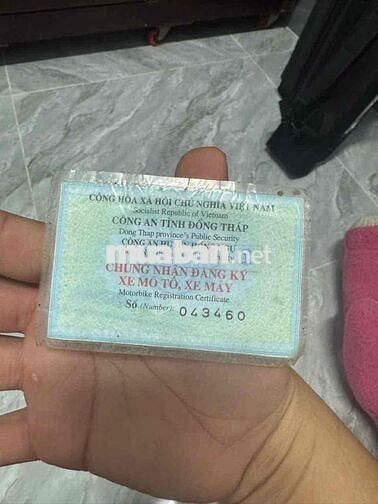 CỘNG HÒA XÃ HỘI CHỦ NGHĨA VIỆT NAM
Socialist Republic of Vietnam
CÔNG AN TỈNH ĐỒNG THÁP
Dong Thap province's Public Security
CÔNG AN
muaban.net
CHỨNG NHẬN ĐĂNG KÝ
XE MÔ TÔ, XE MÁY
Motorbike Registration Certificate
Số (Number): 043460